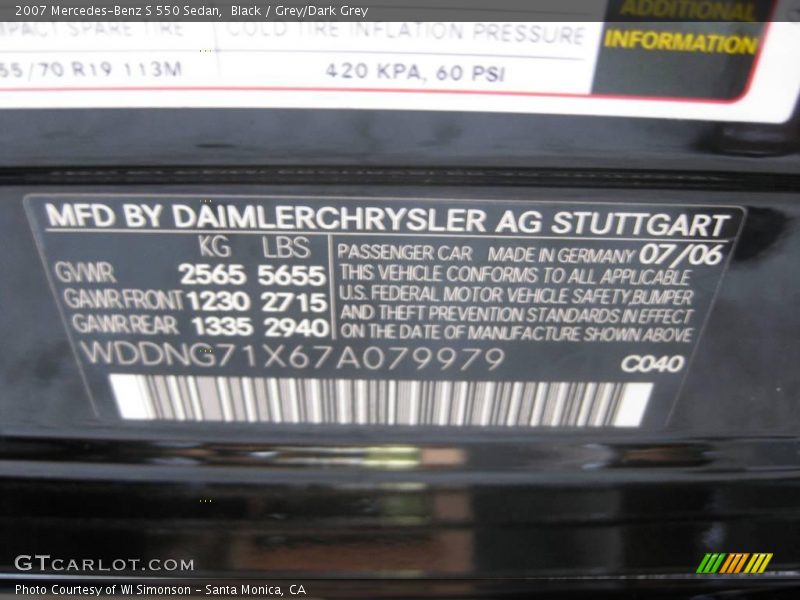 2007 Mercedes-Benz S 550 Sedan, Black / Grey/Dark Grey
ADDITIONAL
SPARE TIRE COLD TIRE INFLATION PRESSURE
INFORMATION
55/70 R19 113M 420 KPA, 60 PSI
MFD BY DAIMLERCHRYSLER AG STUTTGART
KG LBS
GVWR 2565 5655
GAWR FRONT 1230 2715
GAWR REAR 1335 2940
PASSENGER CAR MADE IN GERMANY 07/06
THIS VEHICLE CONFORMS TO ALL APPLICABLE
U.S. FEDERAL MOTOR VEHICLE SAFETY BUMPER
AND THEFT PREVENTION STANDARDS IN EFFECT
ON THE DATE OF MANUFACTURE SHOWN ABOVE
WDDNG71X67A079979 C040
GTCARLOT.COM
Photo Courtesy of WI Simonson - Santa Monica, CA